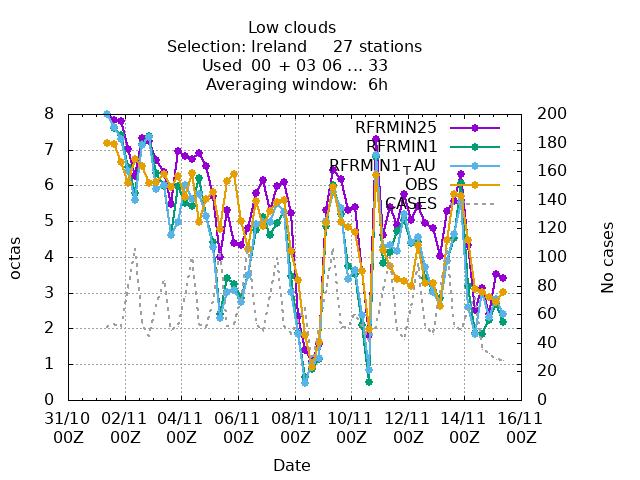 Low clouds
Selection: Ireland 27 stations
Used 00 + 03 06 ... 33
Averaging window: 6h
RFRMIN25
RFRMIN1
RFRMIN1_AU
OBS
CASES
octas
8
7
6
5
4
3
2
1
0
No cases
200
180
160
140
120
100
80
60
40
20
0
31/10 02/11 04/11 06/11 08/11 10/11 12/11 14/11 16/11
00Z 00Z 00Z 00Z 00Z 00Z 00Z 00Z 00Z
Date